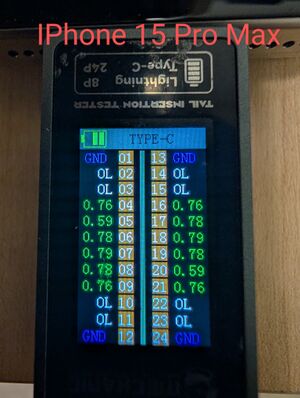 IPhone 15 Pro Max
Lightning 8P
Type-C 24P
TAIL INSERTION TESTER
TYPE-C
GND 01 13 GND
OL 02 14 OL
OL 03 15 OL
0.76 04 16 0.76
0.59 05 17 0.78
0.78 06 18 0.79
0.79 07 19 0.78
0.78 08 20 0.59
0.76 09 21 0.76
OL 10 22 OL
OL 11 23 OL
GND 12 24 GND
MECHANIC